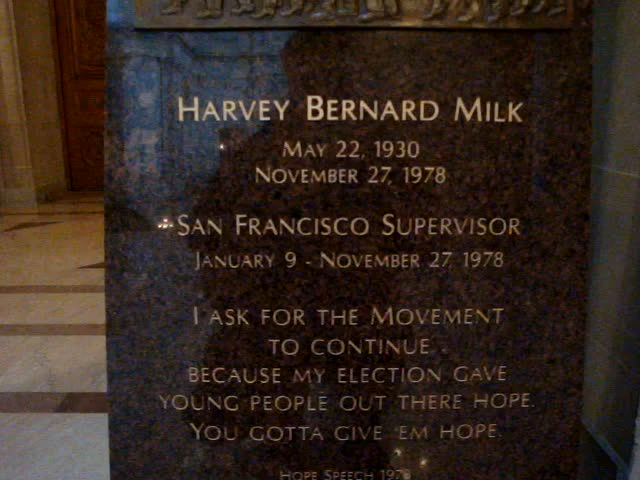 HARVEY BERNARD MILK
MAY 22, 1930
NOVEMBER 27, 1978
SAN FRANCISCO SUPERVISOR
JANUARY 9 - NOVEMBER 27, 1978
I ASK FOR THE MOVEMENT
TO CONTINUE
BECAUSE MY ELECTION GAVE
YOUNG PEOPLE OUT THERE HOPE.
YOU GOTTA GIVE 'EM HOPE.
HOPE SPEECH 1978